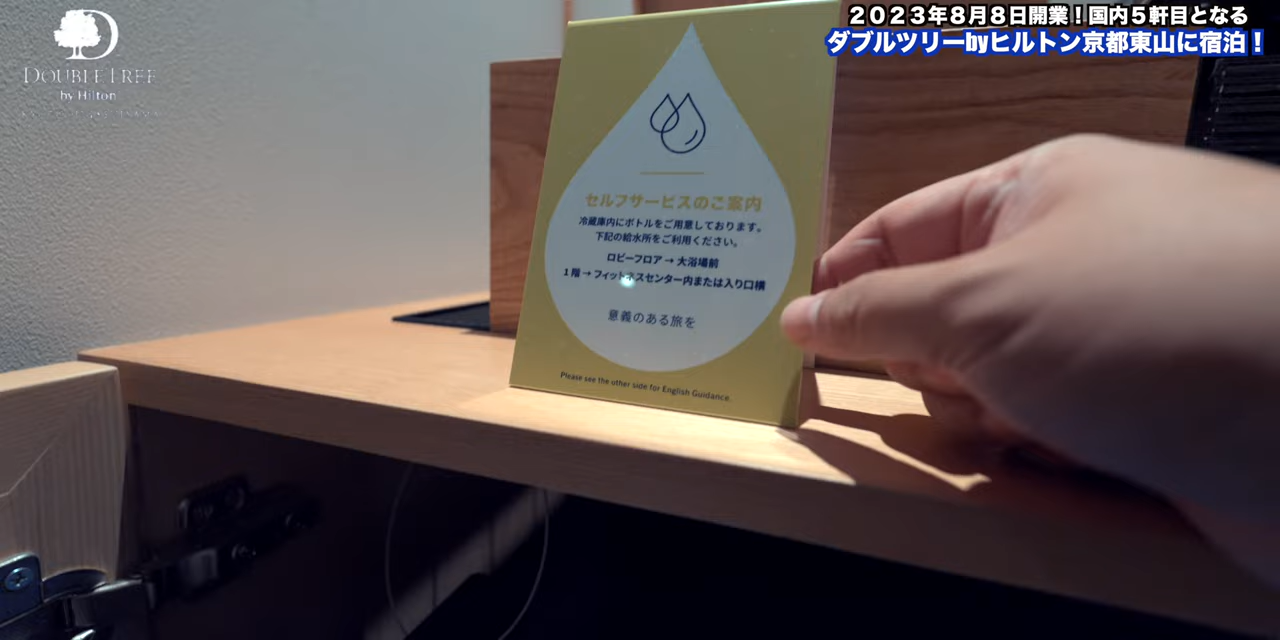 DOUBLETREE
by Hilton
2023年8月8日開業！国内5軒目となる
ダブルツリーbyヒルトン京都東山に宿泊！
セルフサービスのご案内
冷蔵庫内にボトルをご用意しております。
下記の給水所をご利用ください。
ロビーフロア → 大浴場前
1階 → フィットネスセンター内または入り口横
意義のある旅を
Please see the other side for English Guidance.